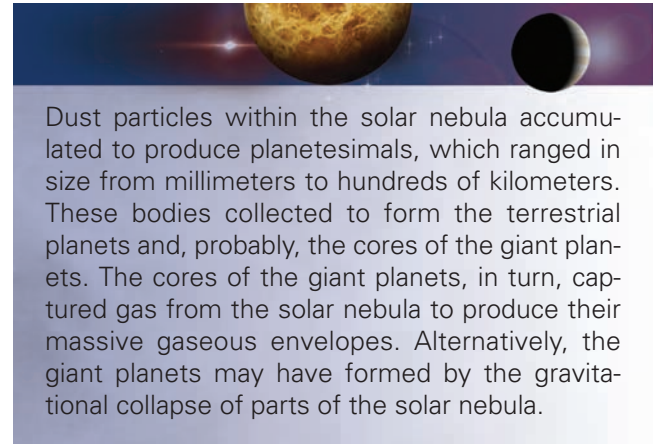 Dust particles within the solar nebula accumu-
lated to produce planetesimals, which ranged in
size from millimeters to hundreds of kilometers.
These bodies collected to form the terrestrial
planets and, probably, the cores of the giant plan-
ets. The cores of the giant planets, in turn, cap-
tured gas from the solar nebula to produce their
massive gaseous envelopes. Alternatively, the
giant planets may have formed by the gravita-
tional collapse of parts of the solar nebula.